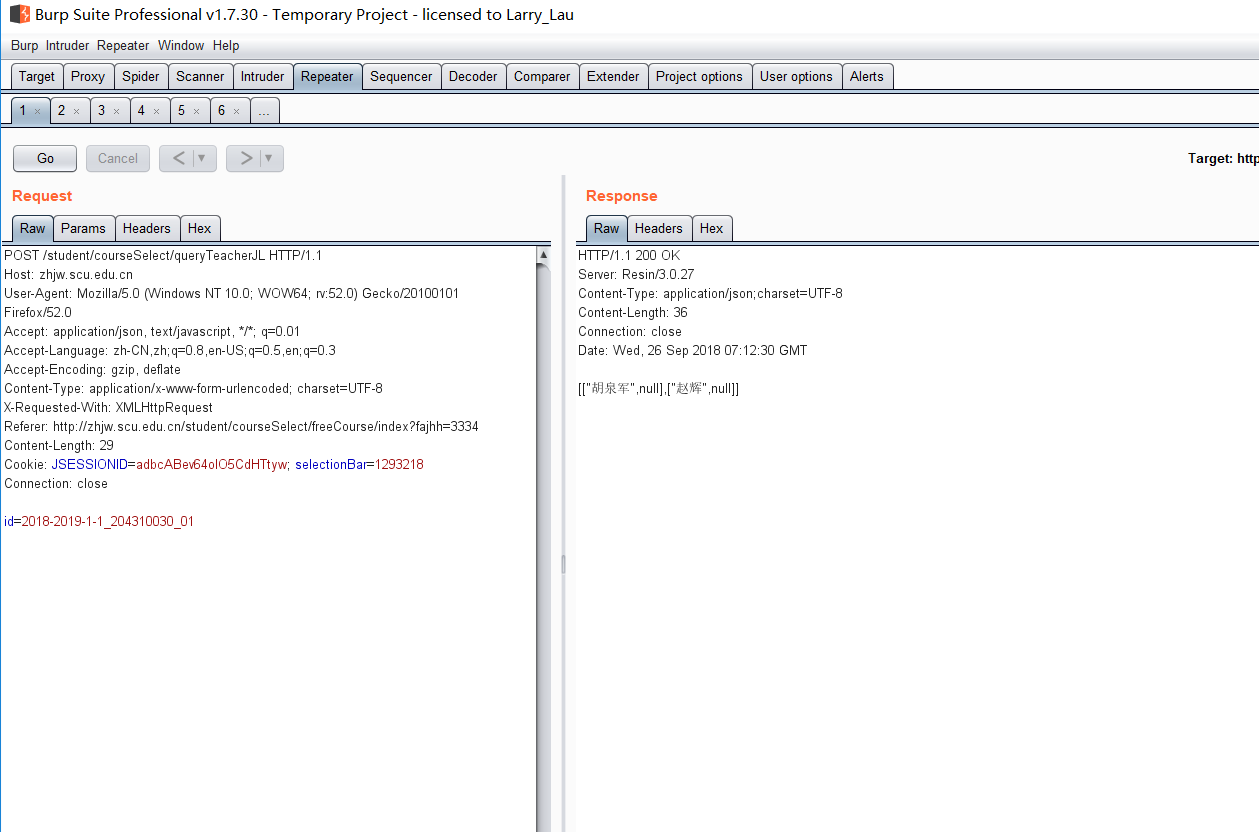 Burp Suite Professional v1.7.30 - Temporary Project - licensed to Larry_Lau
Burp Intruder Repeater Window Help
Target Proxy Spider Scanner Intruder Repeater Sequencer Decoder Comparer Extender Project options User options Alerts
1 × 2 × 3 × 4 × 5 × 6 × ...
Go Cancel < > Target: http
Request
Raw Params Headers Hex
POST /student/courseSelect/queryTeacherJL HTTP/1.1
Host: zhjw.scu.edu.cn
User-Agent: Mozilla/5.0 (Windows NT 10.0; WOW64; rv:52.0) Gecko/20100101
Firefox/52.0
Accept: application/json, text/javascript, */*; q=0.01
Accept-Language: zh-CN,zh;q=0.8,en-US;q=0.5,en;q=0.3
Accept-Encoding: gzip, deflate
Content-Type: application/x-www-form-urlencoded; charset=UTF-8
X-Requested-With: XMLHttpRequest
Referer: http://zhjw.scu.edu.cn/student/courseSelect/freeCourse/index?fajhh=3334
Content-Length: 29
Cookie: JSESSIONID=adbcABev64olO5CdHTtyw; selectionBar=1293218
Connection: close
id=2018-2019-1-1_204310030_01
Response
Raw Headers Hex
HTTP/1.1 200 OK
Server: Resin/3.0.27
Content-Type: application/json;charset=UTF-8
Content-Length: 36
Connection: close
Date: Wed, 26 Sep 2018 07:12:30 GMT
[["胡泉军",null],["赵辉",null]]